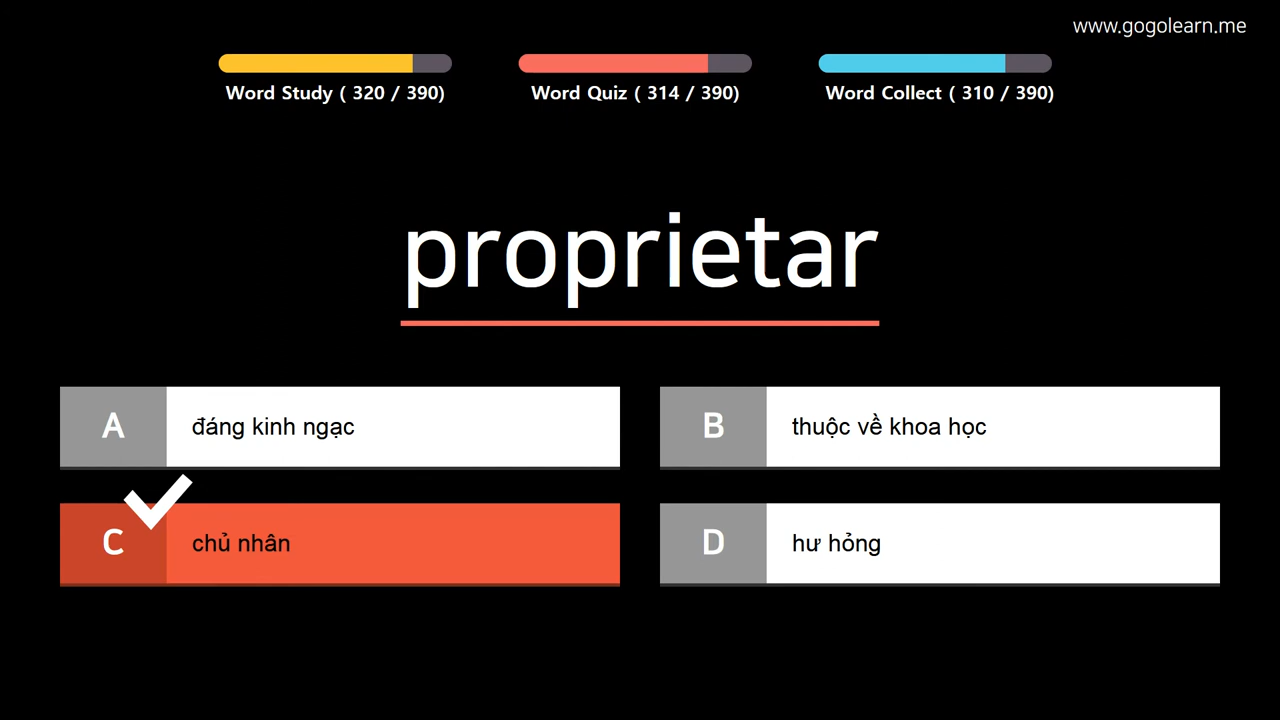 www.gogolearn.me
Word Study ( 320 / 390)
Word Quiz ( 314 / 390)
Word Collect ( 310 / 390)
proprietar
A đáng kinh ngạc
B thuộc về khoa học
C chủ nhân
D hư hỏng